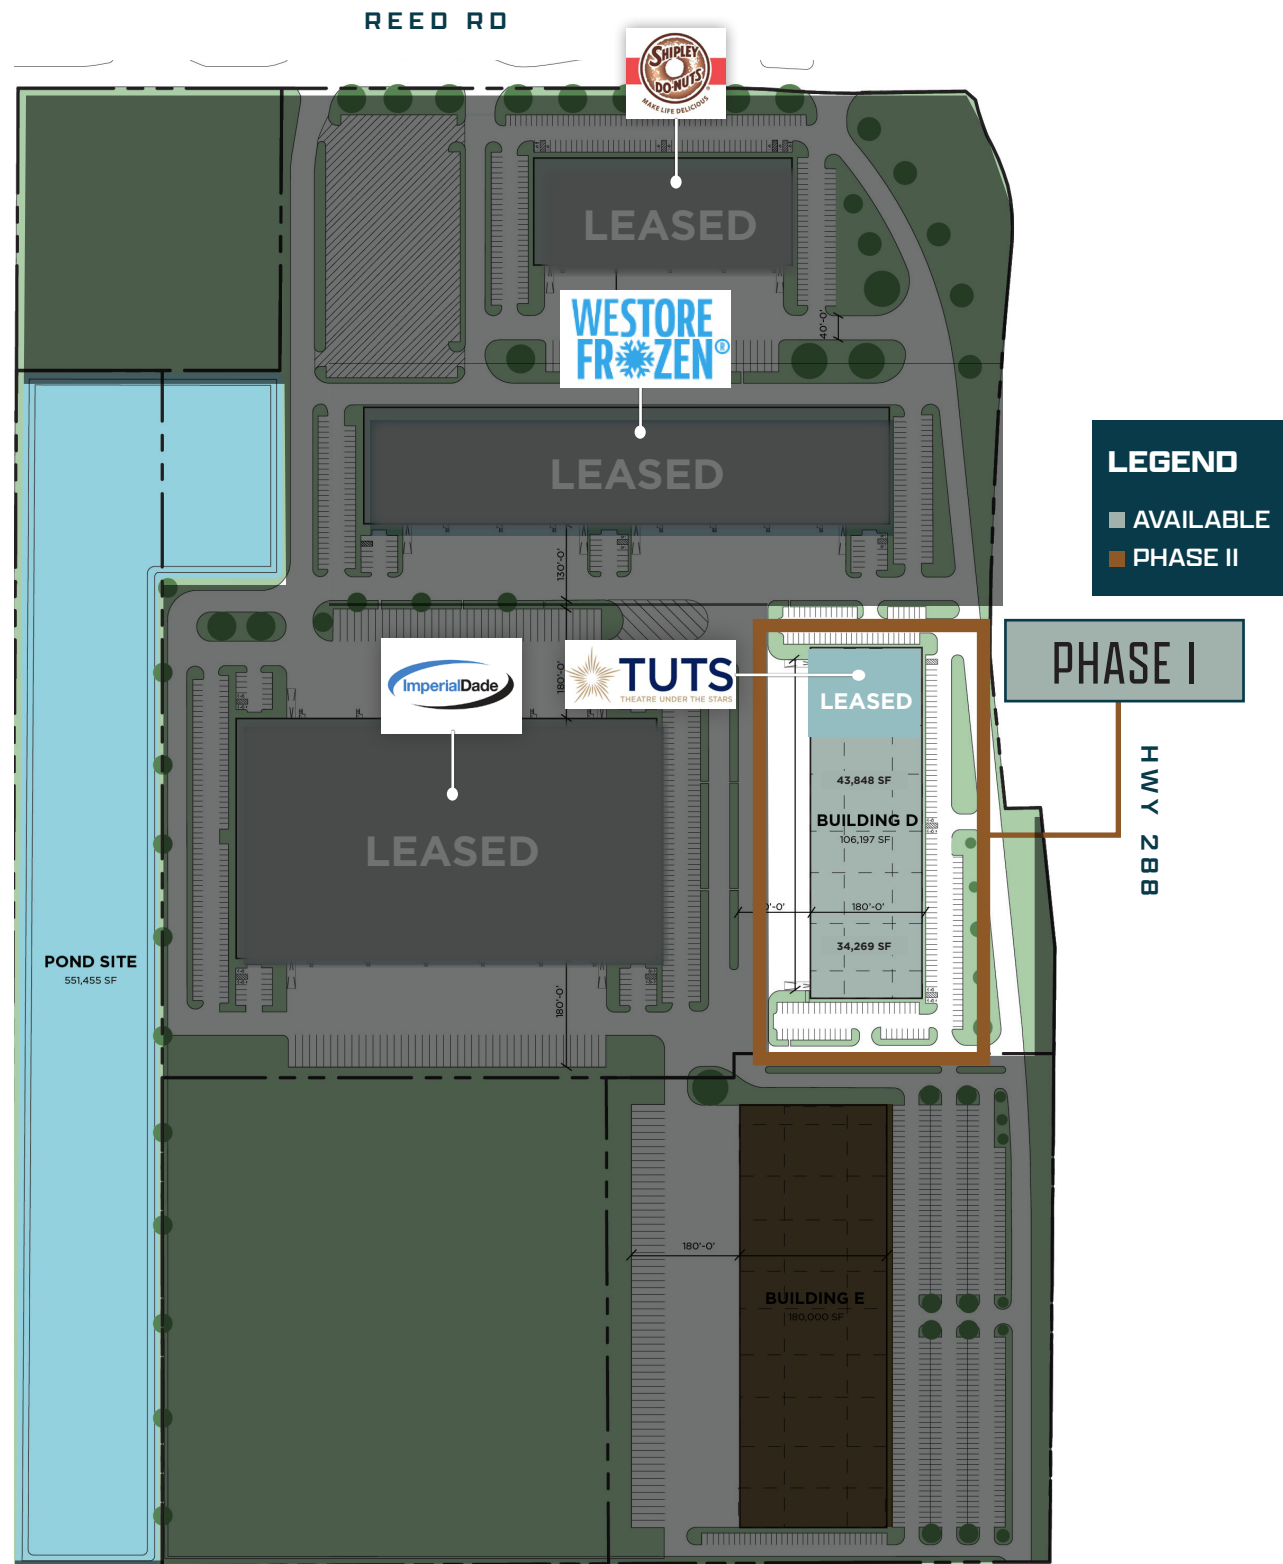 REED RD
SHIPLEY
DO-NUTS
MAKE LIFE DELICIOUS
LEASED
WESTORE
FROZEN®
40'-0'
LEASED
LEGEND
AVAILABLE
PHASE II
130'-0'
PHASE I
ImperialDade
180'-0'
TUTS
THEATRE UNDER THE STARS
LEASED
HWY 288
43,848 SF
BUILDING D
106,197 SF
LEASED
0'-0'
180'-0'
34,269 SF
POND SITE
551,455 SF
180'-0'
180'-0'
BUILDING E
180,000 SF